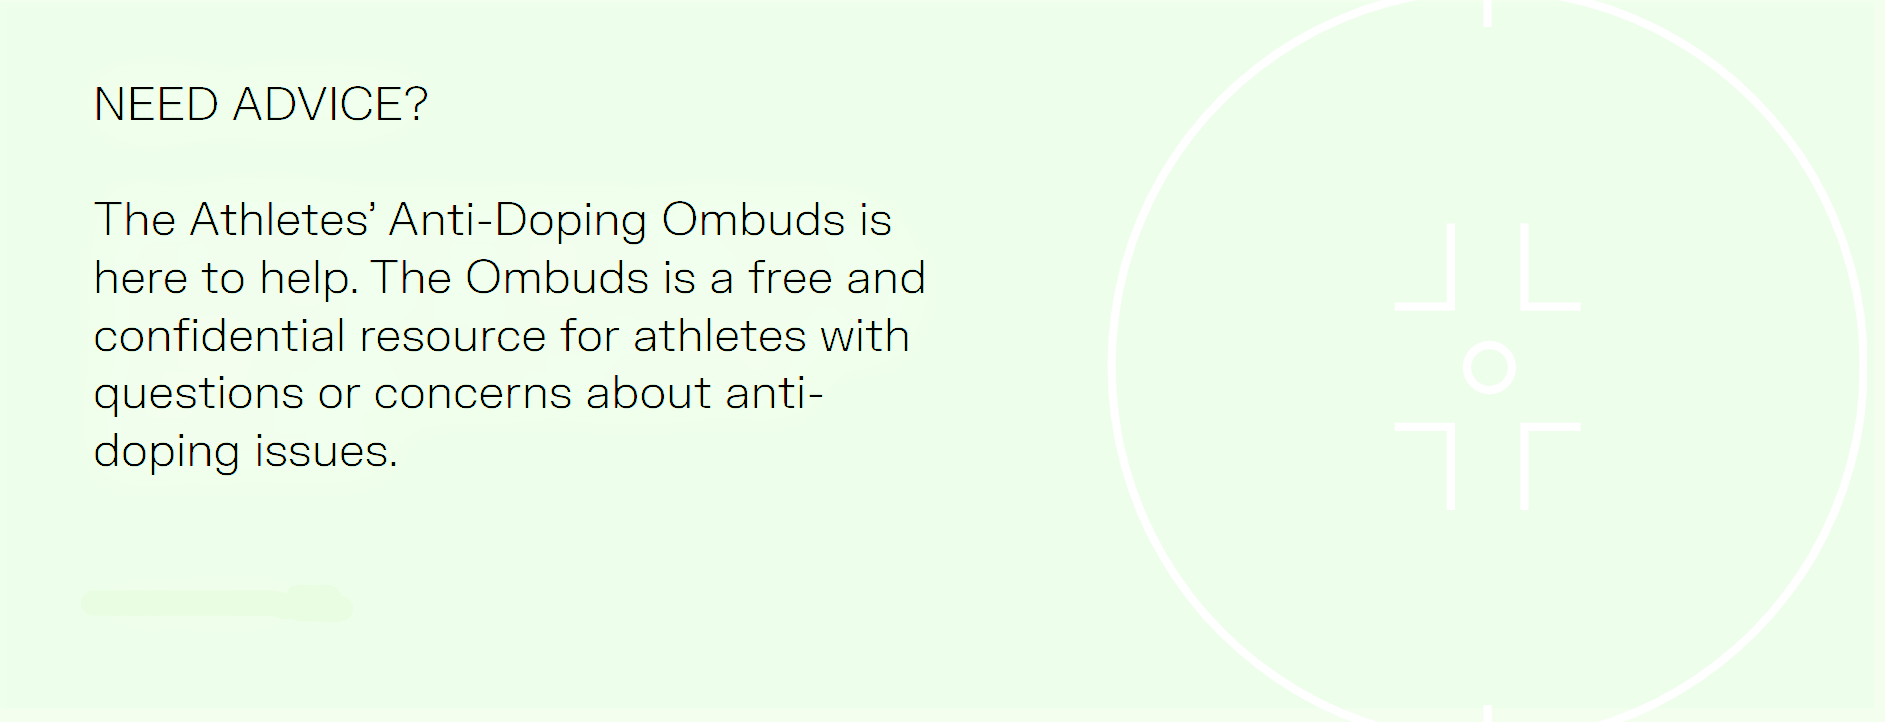 NEED ADVICE?
The Athletes’ Anti-Doping Ombuds is
here to help. The Ombuds is a free and
confidential resource for athletes with
questions or concerns about anti-
doping issues.